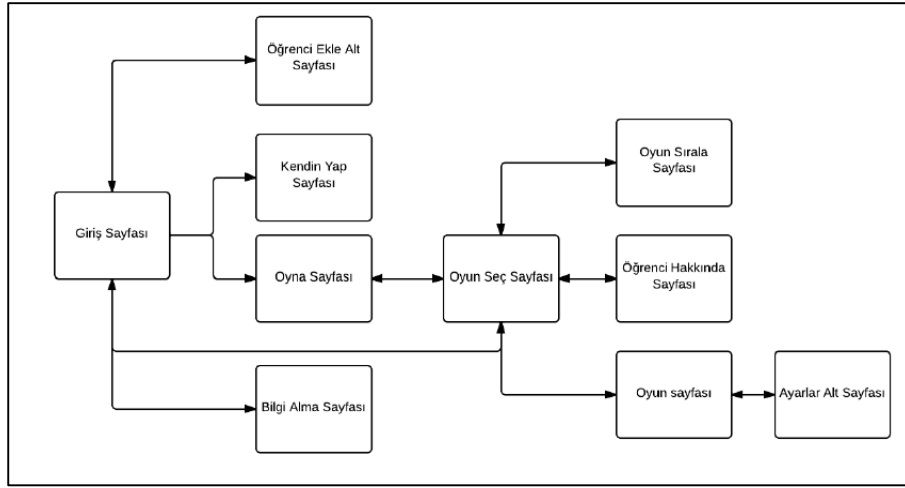 Öğrenci Ekle Alt
Sayfası
Kendin Yap
Sayfası
Oyun Sırala
Sayfası
Giriş Sayfası
Oyna Sayfası
Oyun Seç Sayfası
Öğrenci Hakkında
Sayfası
Bilgi Alma Sayfası
Oyun sayfası
Ayarlar Alt Sayfası